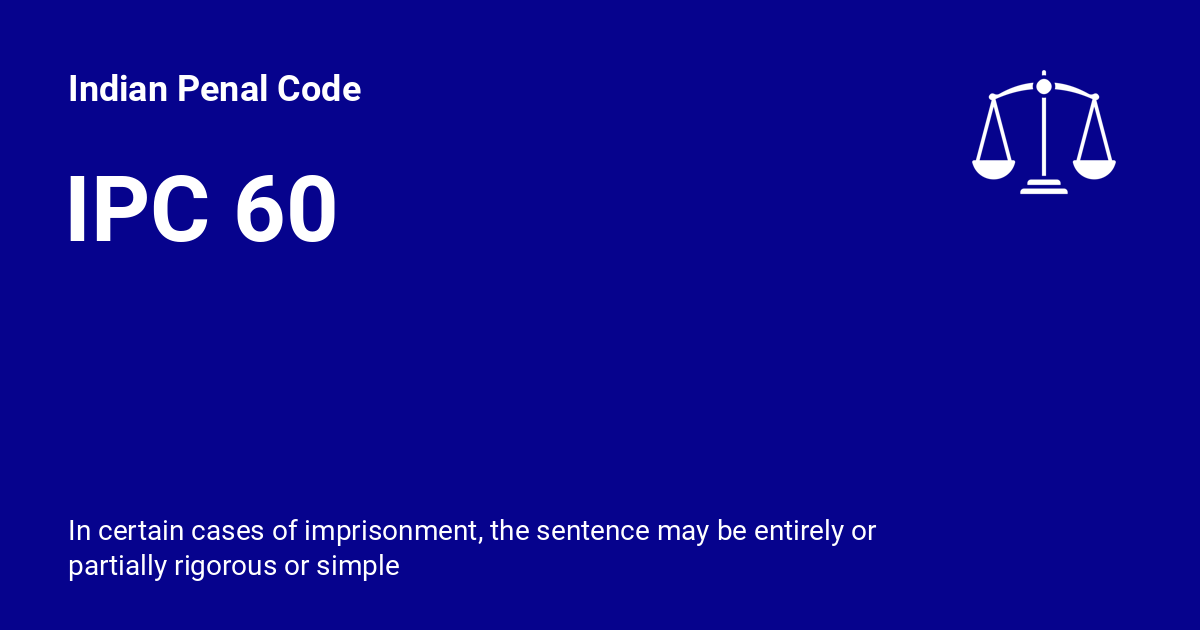 Indian Penal Code
IPC 60
In certain cases of imprisonment, the sentence may be entirely or
partially rigorous or simple